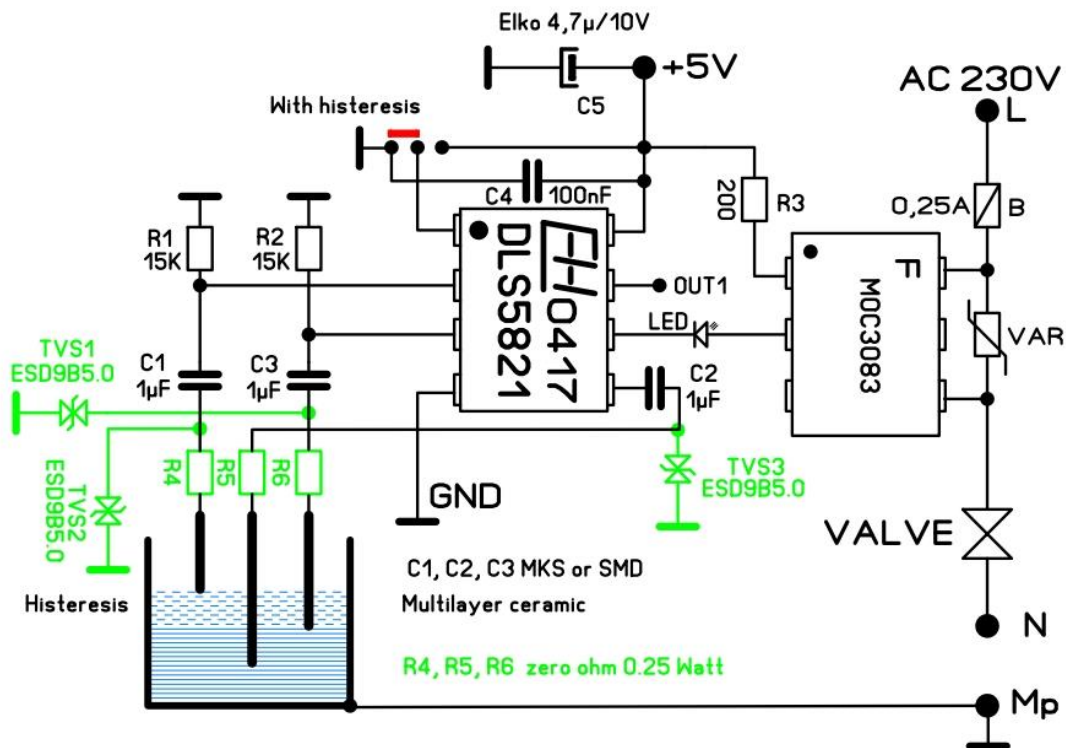 Elko 4,7µ/10V
+5V
C5
AC 230V
L
With histeresis
C4
100nF
200
R3
0,25A
B
R1
15K
R2
15K
DLS5821
0417
OUT1
LED
F
MOC3083
VAR
TVS1
ESD9B5.0
C1
1µF
C3
1µF
C2
1µF
R4
R5
R6
TVS2
ESD9B5.0
TVS3
ESD9B5.0
GND
VALVE
C1, C2, C3 MKS or SMD
Multilayer ceramic
Histeresis
N
R4, R5, R6 zero ohm 0.25 Watt
Mp